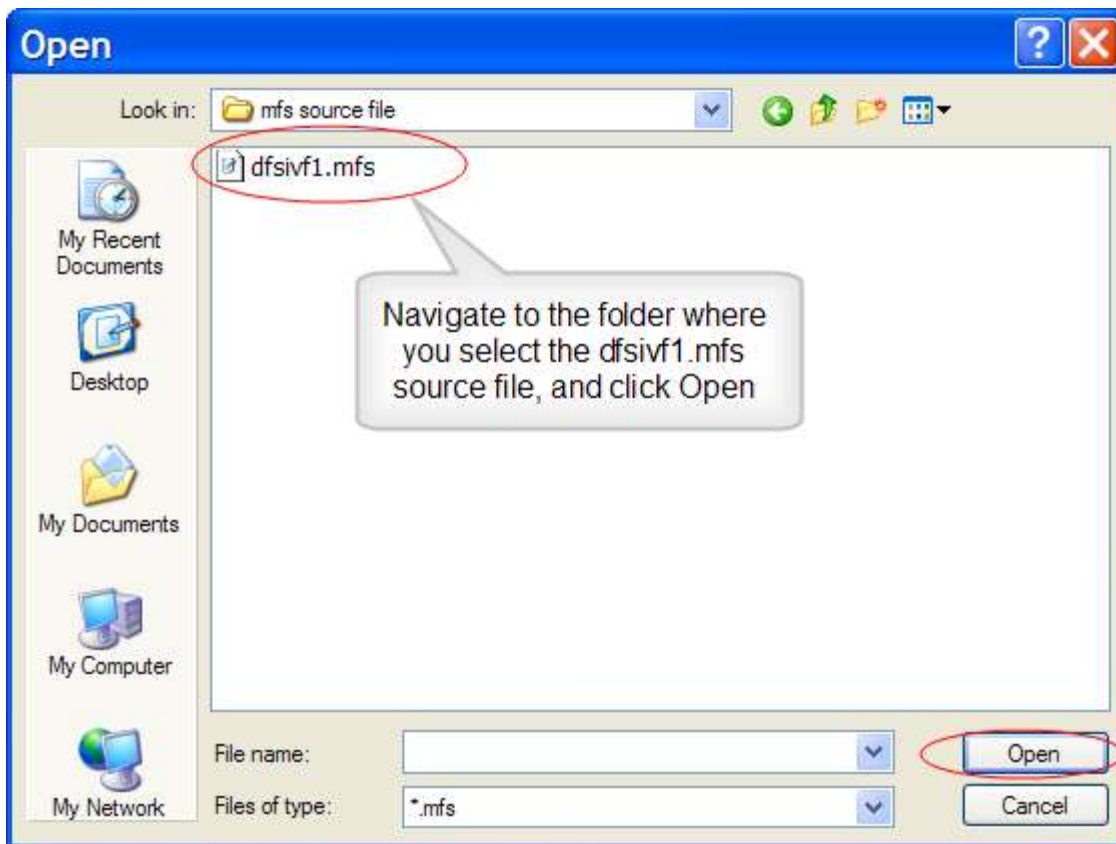 Open
Look in:
mfs source file
dfsivf1.mfs
My Recent
Documents
Desktop
My Documents
My Computer
My Network
Navigate to the folder where
you select the dfsivf1.mfs
source file, and click Open
File name:
Open
Files of type:
*.mfs
Cancel